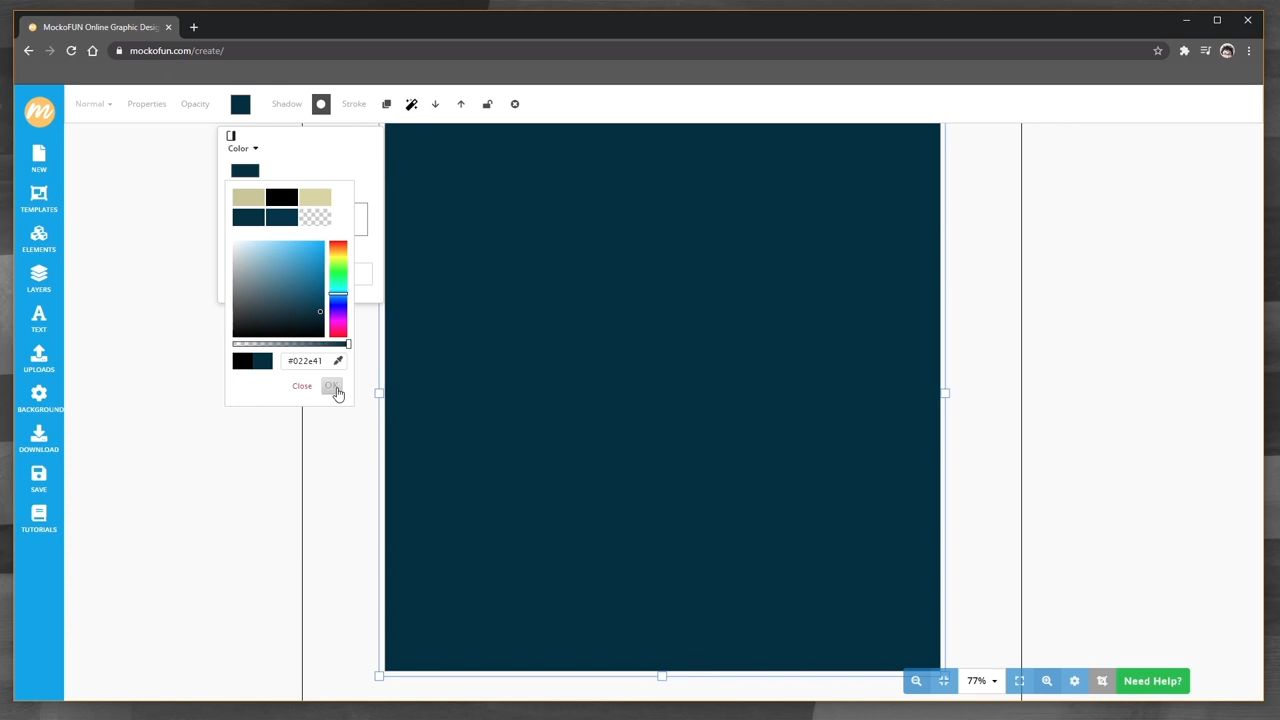 MockoFUN Online Graphic Desi
mockofun.com/create/
Normal
Properties
Opacity
Shadow
Stroke
Color
NEW
TEMPLATES
ELEMENTS
LAYERS
TEXT
UPLOADS
BACKGROUND
DOWNLOAD
SAVE
TUTORIALS
#022e41
Close
OK
77%
Need Help?